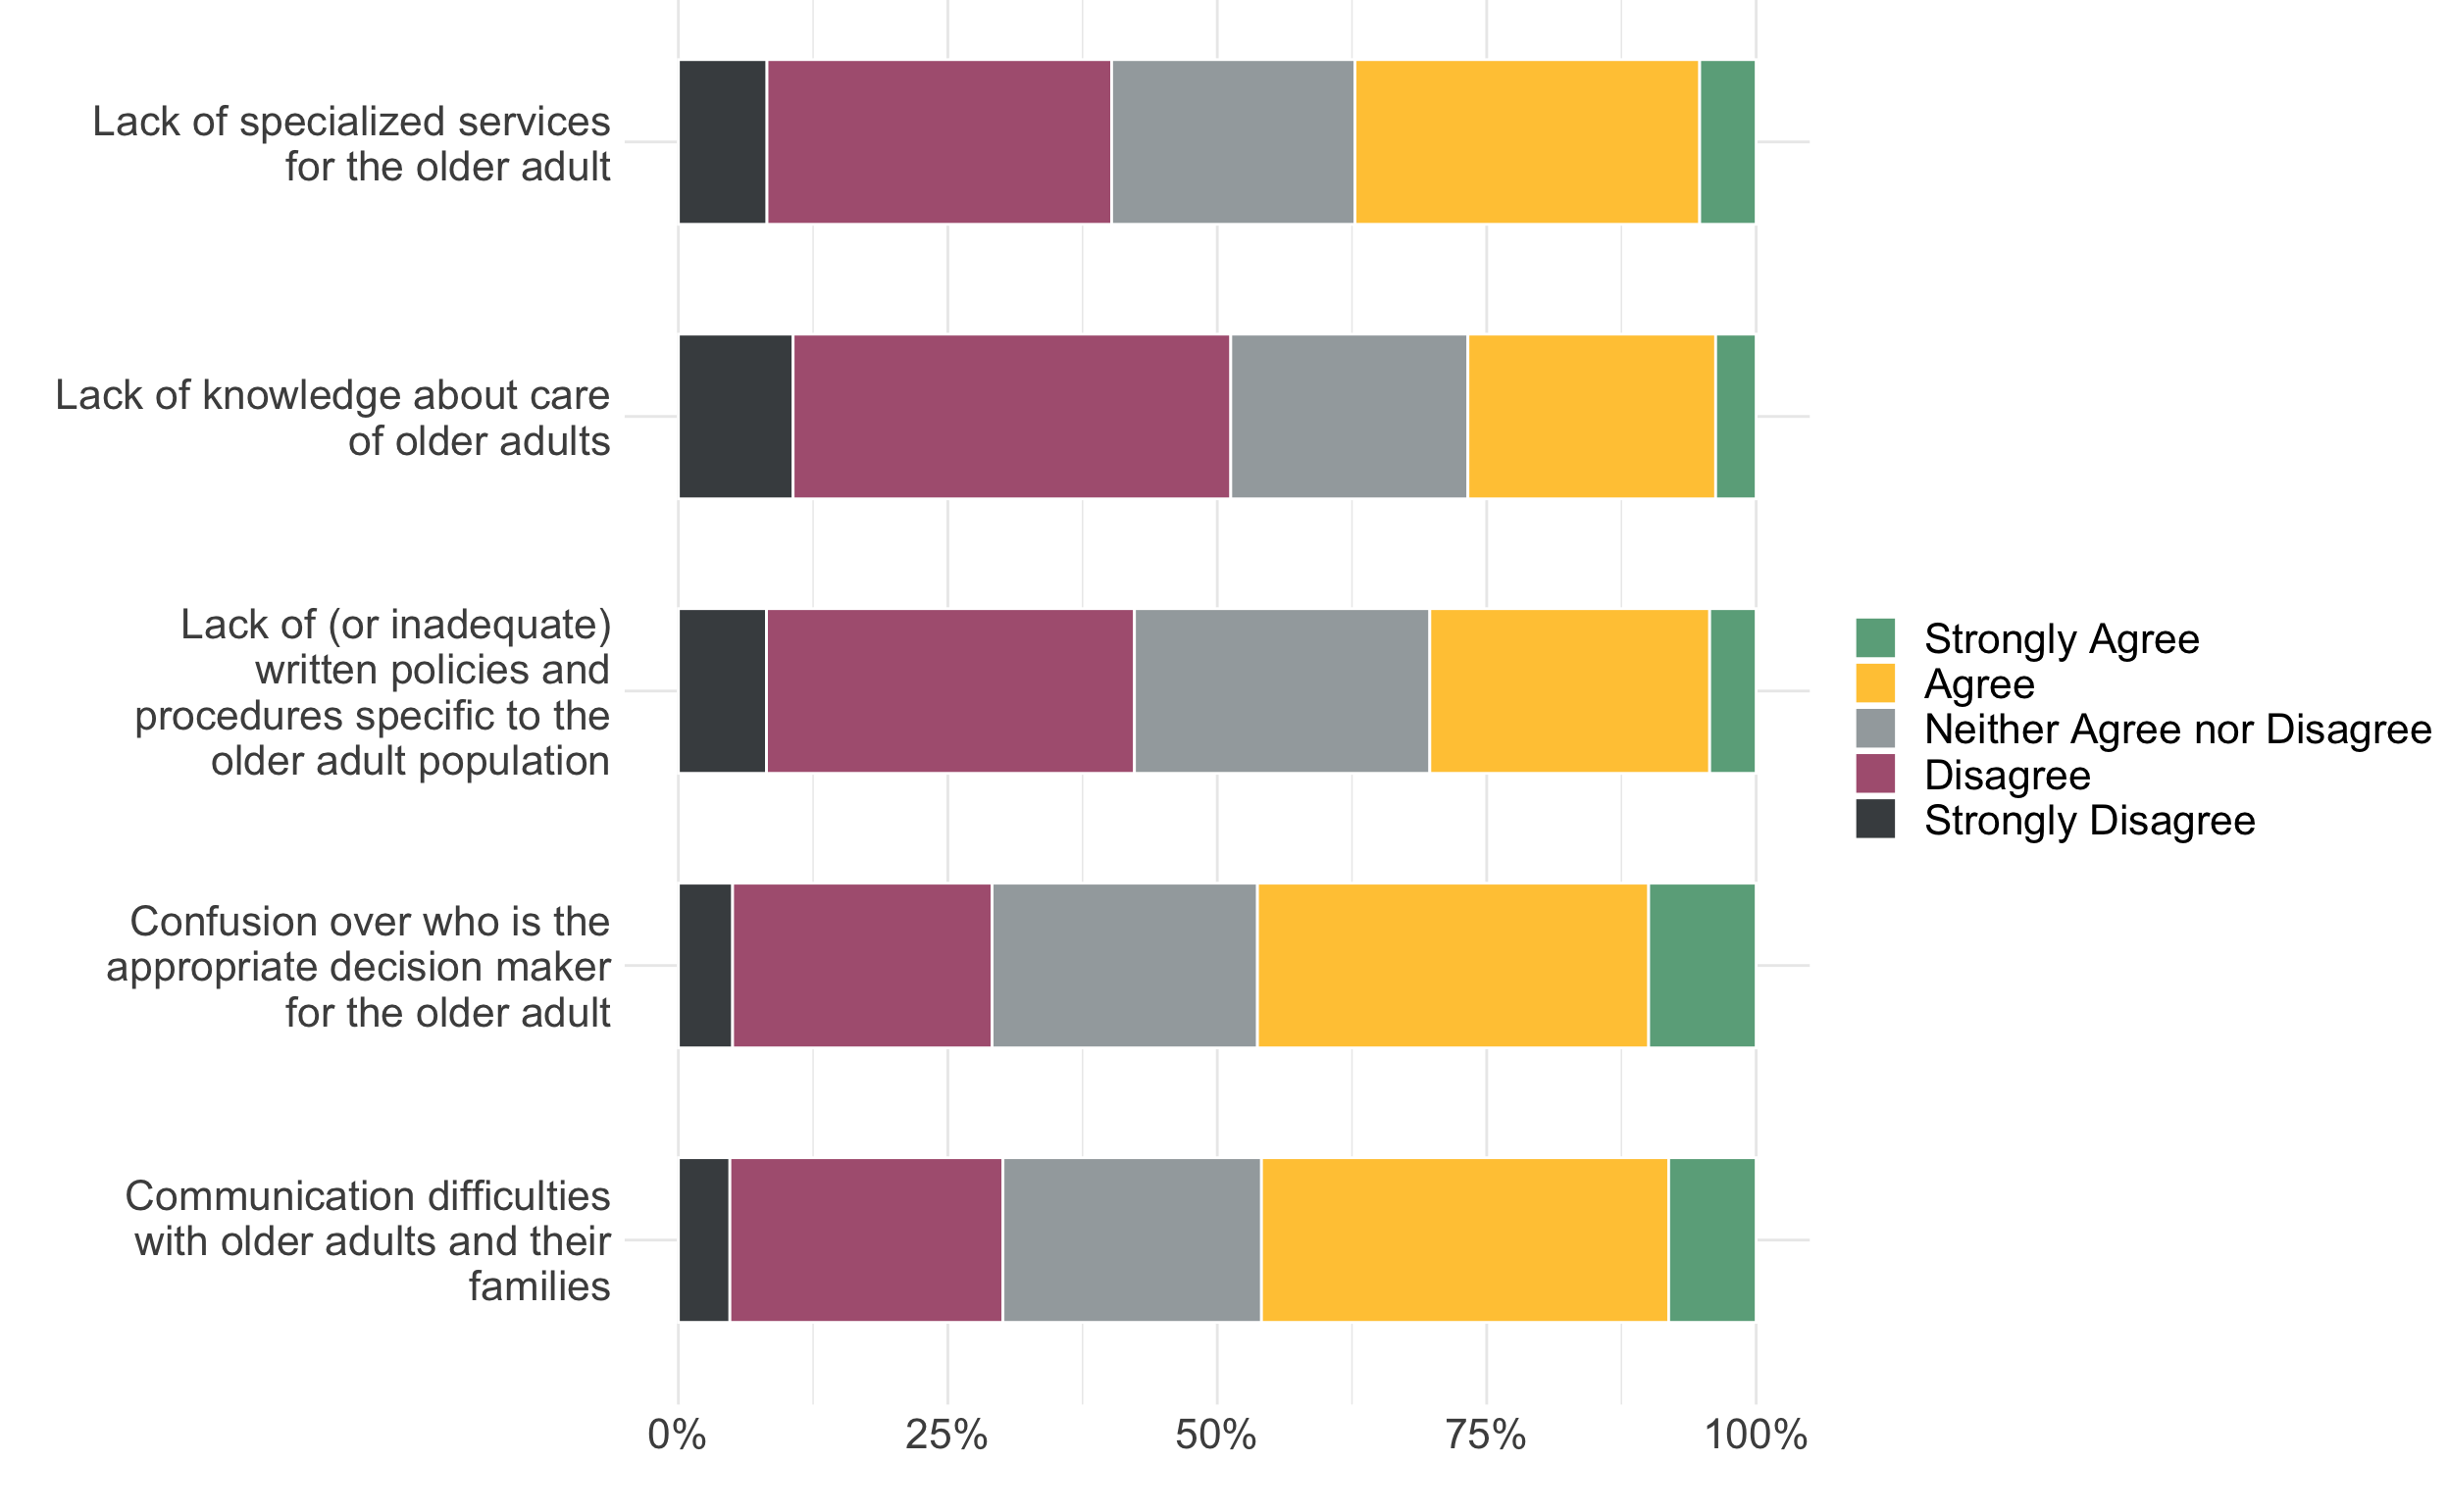 Lack of specialized services
for the older adult
Lack of knowledge about care
of older adults
Lack of (or inadequate)
written policies and
procedures specific to the
older adult population
Confusion over who is the
appropriate decision maker
for the older adult
Communication difficulties
with older adults and their
families
0% 25% 50% 75% 100%
Strongly Agree
Agree
Neither Agree nor Disagree
Disagree
Strongly Disagree